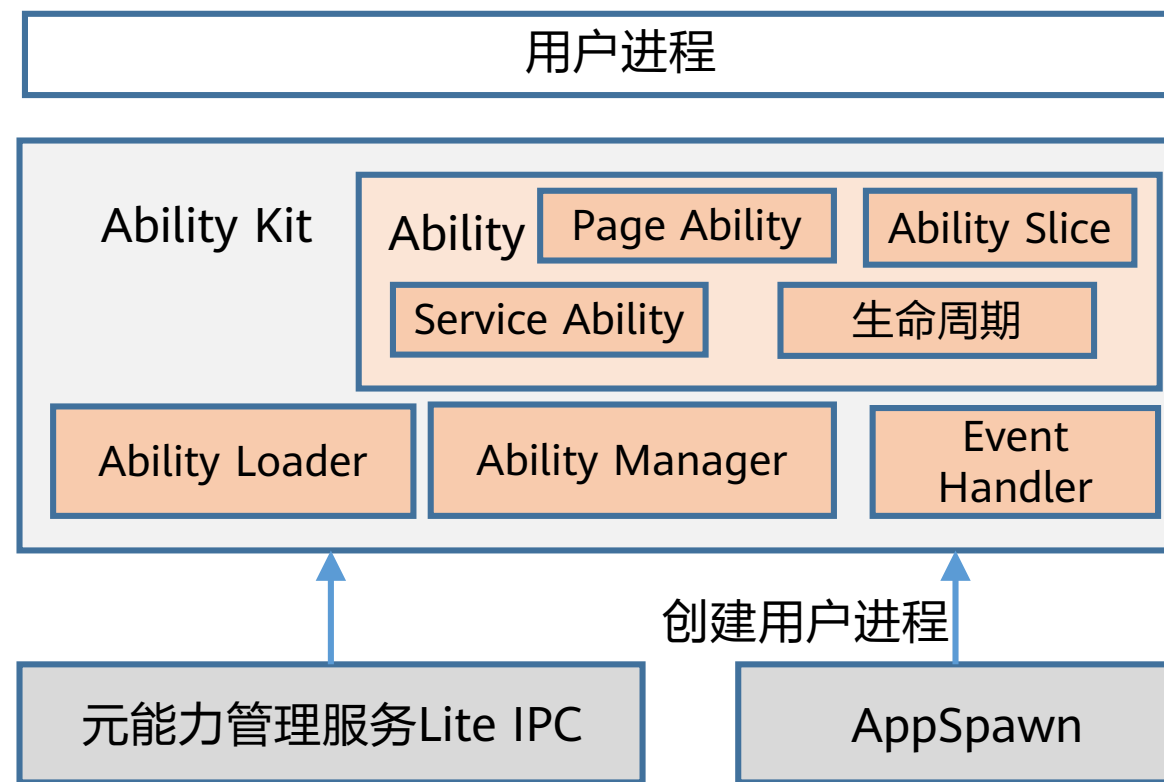 用户进程
Ability Kit
Ability
Page Ability
Ability Slice
Service Ability
生命周期
Ability Loader
Ability Manager
Event
Handler
创建用户进程
元能力管理服务Lite IPC
AppSpawn